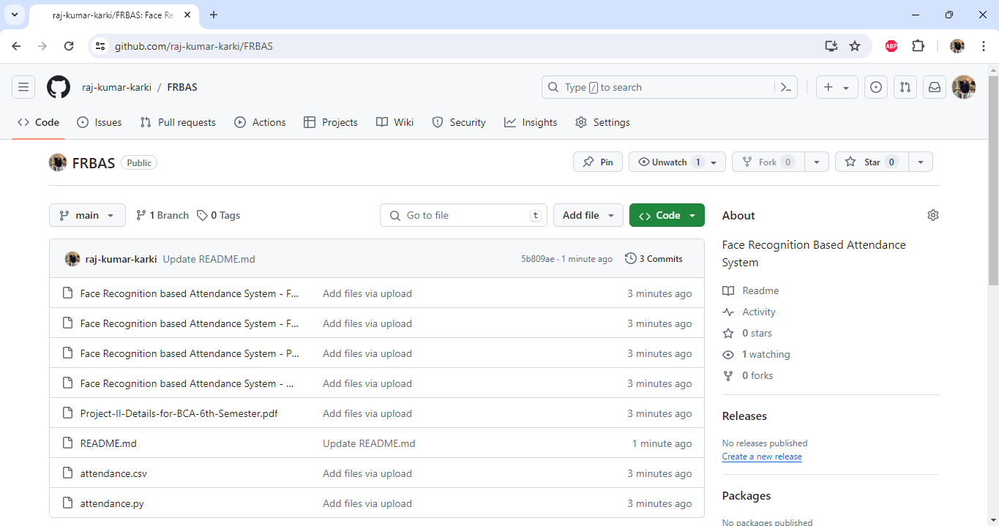 raj-kumar-karki/FRBAS: Face Re
github.com/raj-kumar-karki/FRBAS
ABP
raj-kumar-karki / FRBAS
Type / to search
Code Issues Pull requests Actions Projects Wiki Security Insights Settings
FRBAS Public
Pin Unwatch 1 Fork 0 Star 0
main 1 Branch 0 Tags Go to file t Add file Code
raj-kumar-karki Update README.md 5b809ae · 1 minute ago 3 Commits
Face Recognition based Attendance System - F... Add files via upload 3 minutes ago
Face Recognition based Attendance System - F... Add files via upload 3 minutes ago
Face Recognition based Attendance System - P... Add files via upload 3 minutes ago
Face Recognition based Attendance System - ... Add files via upload 3 minutes ago
Project-II-Details-for-BCA-6th-Semester.pdf Add files via upload 3 minutes ago
README.md Update README.md 1 minute ago
attendance.csv Add files via upload 3 minutes ago
attendance.py Add files via upload 3 minutes ago
About
Face Recognition Based Attendance
System
Readme
Activity
0 stars
1 watching
0 forks
Releases
No releases published
Create a new release
Packages
No packages published